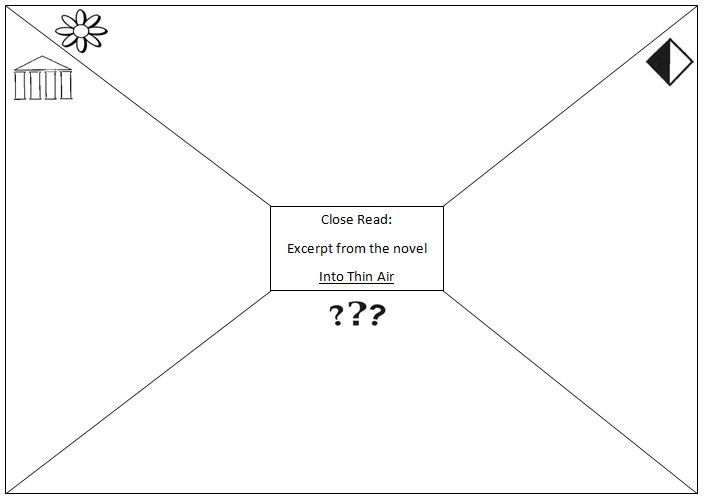 Close Read:
Excerpt from the novel
Into Thin Air
???